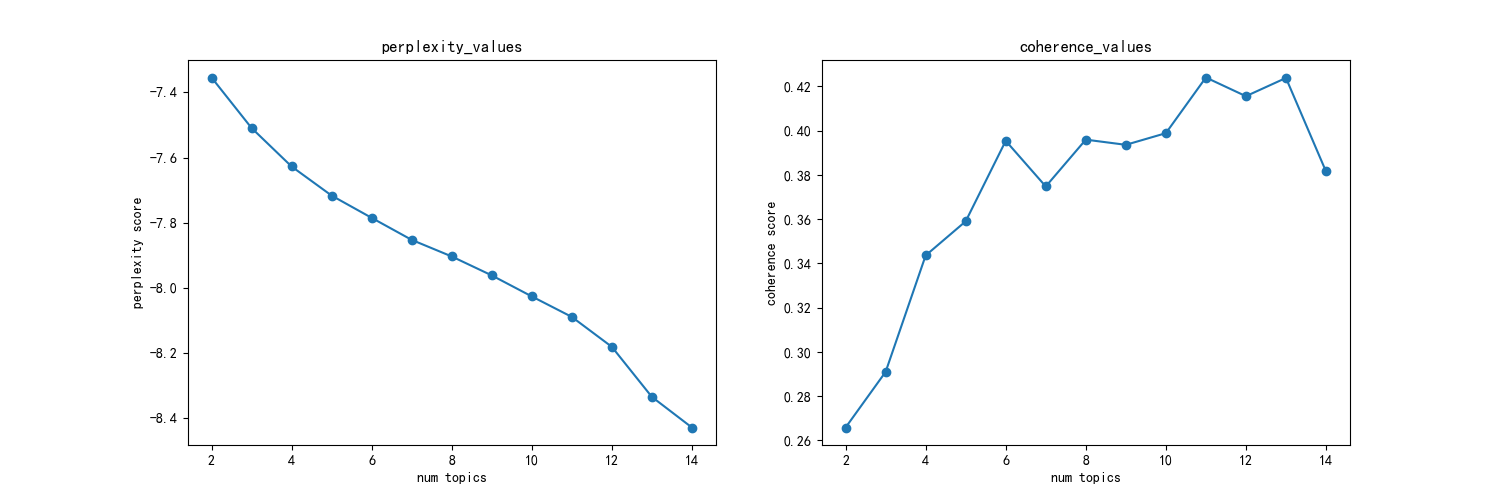 perplexity_values
perplexity score
-7.4
-7.6
-7.8
-8.0
-8.2
-8.4
2 4 6 8 10 12 14
num topics
coherence_values
coherence score
0.42
0.40
0.38
0.36
0.34
0.32
0.30
0.28
0.26
2 4 6 8 10 12 14
num topics